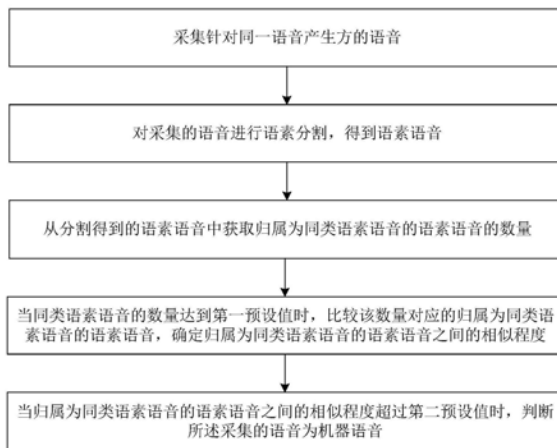 采集针对同一语音产生方的语音
对采集的语音进行语素分割，得到语素语音
从分割得到的语素语音中获取归属为同类语素语音的语素语音的数量
当同类语素语音的数量达到第一预设值时，比较该数量对应的归属为同类语
素语音的语素语音，确定归属为同类语素语音的语素语音之间的相似程度
当归属为同类语素语音的语素语音之间的相似程度超过第二预设值时，判断
所述采集的语音为机器语音